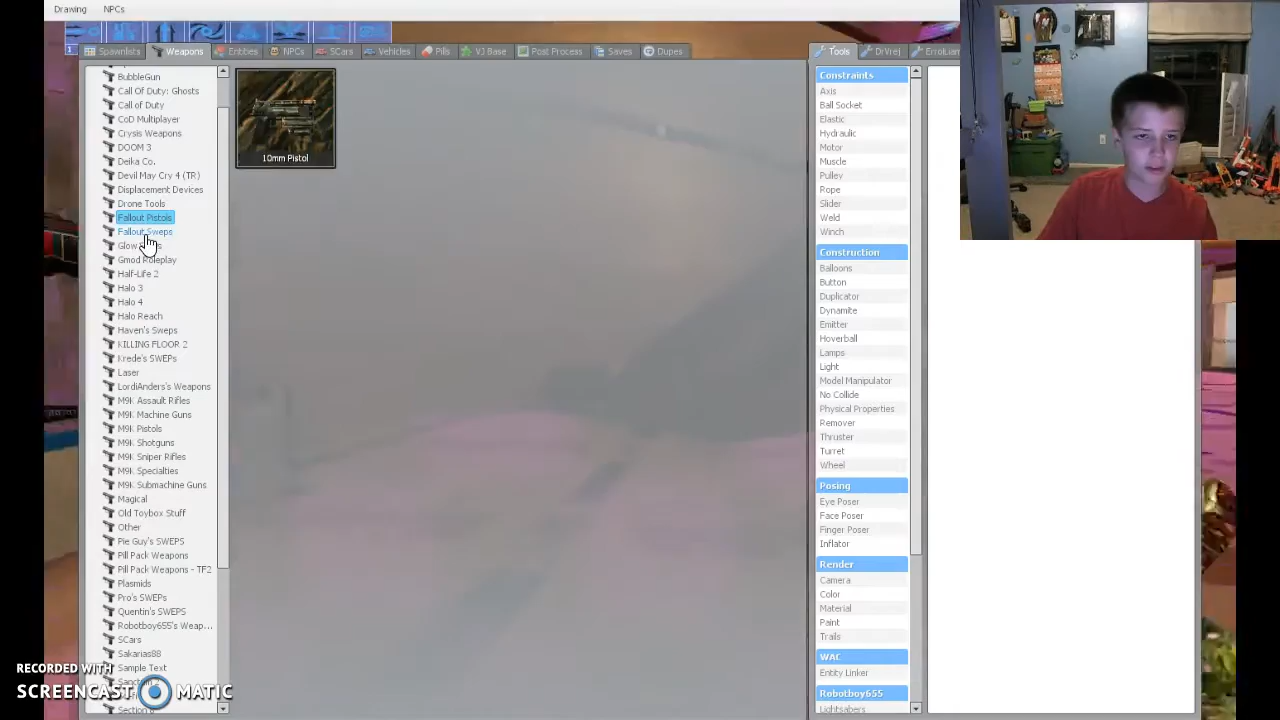 Drawing NPCs
1
Spawnlists Weapons Entities NPCs SCars Vehicles Pills VJ Base Post Process Saves Dupes
Tools DrVrej
BubbleGun
Call Of Duty: Ghosts
Call of Duty
CoD Multiplayer
Crysis Weapons
DOOM 3
Deika Co.
Devil May Cry 4 (TR)
Displacement Devices
Drone Tools
Fallout Pistols
Fallout Sweps
Gmod Roleplay
Half-Life 2
Halo 3
Halo 4
Halo Reach
Haven's Sweps
KILLING FLOOR 2
Krede's SWEPs
Laser
LordiAnders's Weapons
M9K Assault Rifles
M9K Machine Guns
M9K Pistols
M9K Shotguns
M9K Sniper Rifles
M9K Specialties
M9K Submachine Guns
Magical
Old Toybox Stuff
Other
Pie Guy's SWEPS
Pill Pack Weapons
Pill Pack Weapons - TF2
Plasmids
Pro's SWEPs
Quentin's SWEPS
Robotboy655's Weap...
SCars
Sakarias88
Sample Text
10mm Pistol
Constraints
Axis
Ball Socket
Elastic
Hydraulic
Motor
Muscle
Pulley
Rope
Slider
Weld
Winch
Construction
Balloons
Button
Duplicator
Dynamite
Emitter
Hoverball
Lamps
Light
Model Manipulator
No Collide
Physical Properties
Remover
Thruster
Turret
Wheel
Posing
Eye Poser
Face Poser
Finger Poser
Inflator
Render
Camera
Color
Material
Paint
Trails
WAC
Entity Linker
Robotboy655
Lightsabers
RECORDED WITH
SCREENCAST MATIC